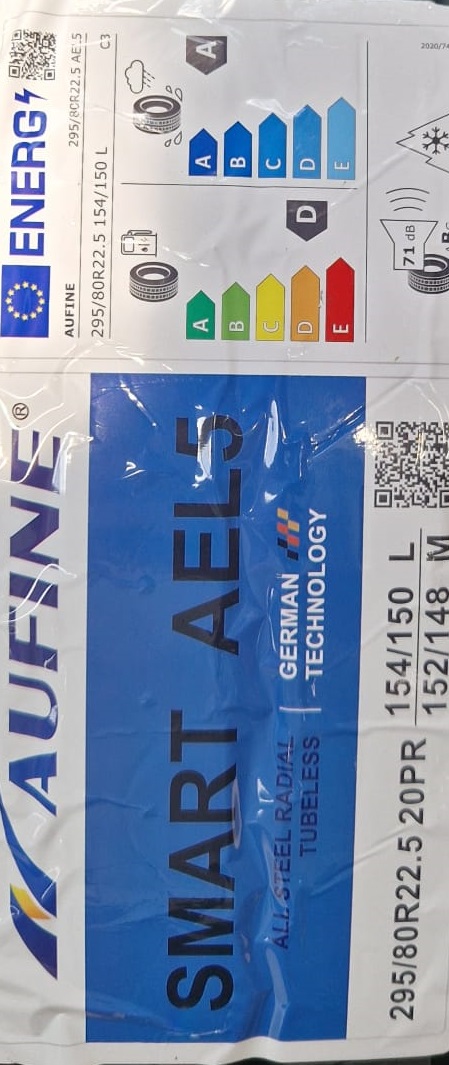 AUFINE®
SMART AEL5
ALL STEEL RADIAL
TUBELESS
GERMAN
TECHNOLOGY
295/80R22.5 20PR
154/150 L
152/148 M
ENERG
AUFINE
295/80R22.5 AEL5
295/80R22.5 154/150 L
C3
A
B
C
D
E
D
A
B
C
D
E
A
71 dB